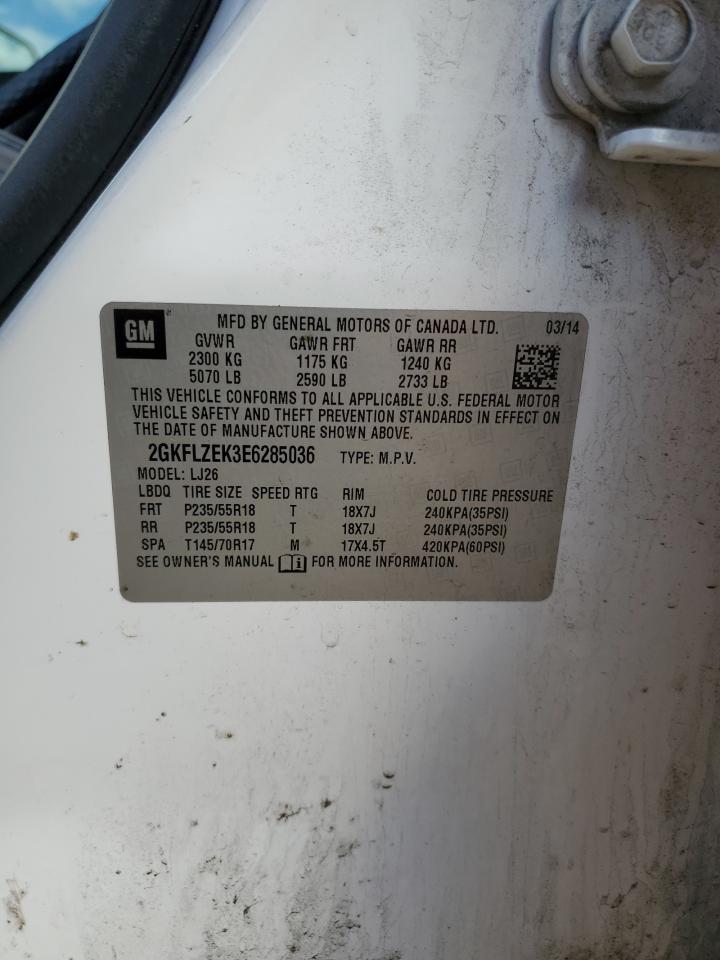 GM
MFD BY GENERAL MOTORS OF CANADA LTD. 03/14
GVWR GAWR FRT GAWR RR
2300 KG 1175 KG 1240 KG
5070 LB 2590 LB 2733 LB
THIS VEHICLE CONFORMS TO ALL APPLICABLE U.S. FEDERAL MOTOR
VEHICLE SAFETY AND THEFT PREVENTION STANDARDS IN EFFECT ON
THE DATE OF MANUFACTURE SHOWN ABOVE.
2GKFLZEK3E6285036 TYPE: M.P.V.
MODEL: LJ26
LBDQ TIRE SIZE SPEED RTG RIM COLD TIRE PRESSURE
FRT P235/55R18 T 18X7J 240KPA(35PSI)
RR P235/55R18 T 18X7J 240KPA(35PSI)
SPA T145/70R17 M 17X4.5T 420KPA(60PSI)
SEE OWNER'S MANUAL FOR MORE INFORMATION.